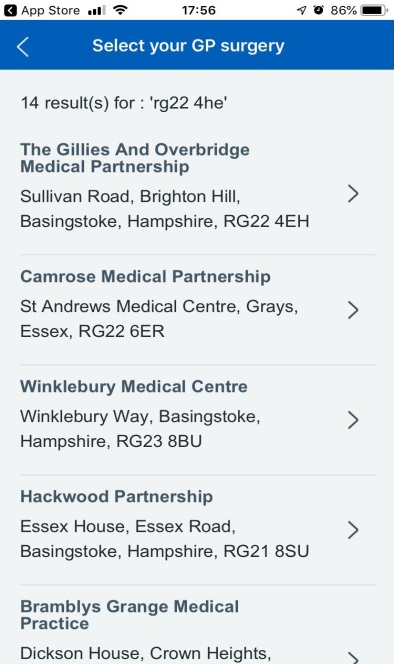 App Store 17:56 86%
Select your GP surgery
14 result(s) for : 'rg22 4he'
The Gillies And Overbridge
Medical Partnership
Sullivan Road, Brighton Hill,
Basingstoke, Hampshire, RG22 4EH
Camrose Medical Partnership
St Andrews Medical Centre, Grays,
Essex, RG22 6ER
Winklebury Medical Centre
Winklebury Way, Basingstoke,
Hampshire, RG23 8BU
Hackwood Partnership
Essex House, Essex Road,
Basingstoke, Hampshire, RG21 8SU
Bramblys Grange Medical
Practice
Dickson House, Crown Heights,